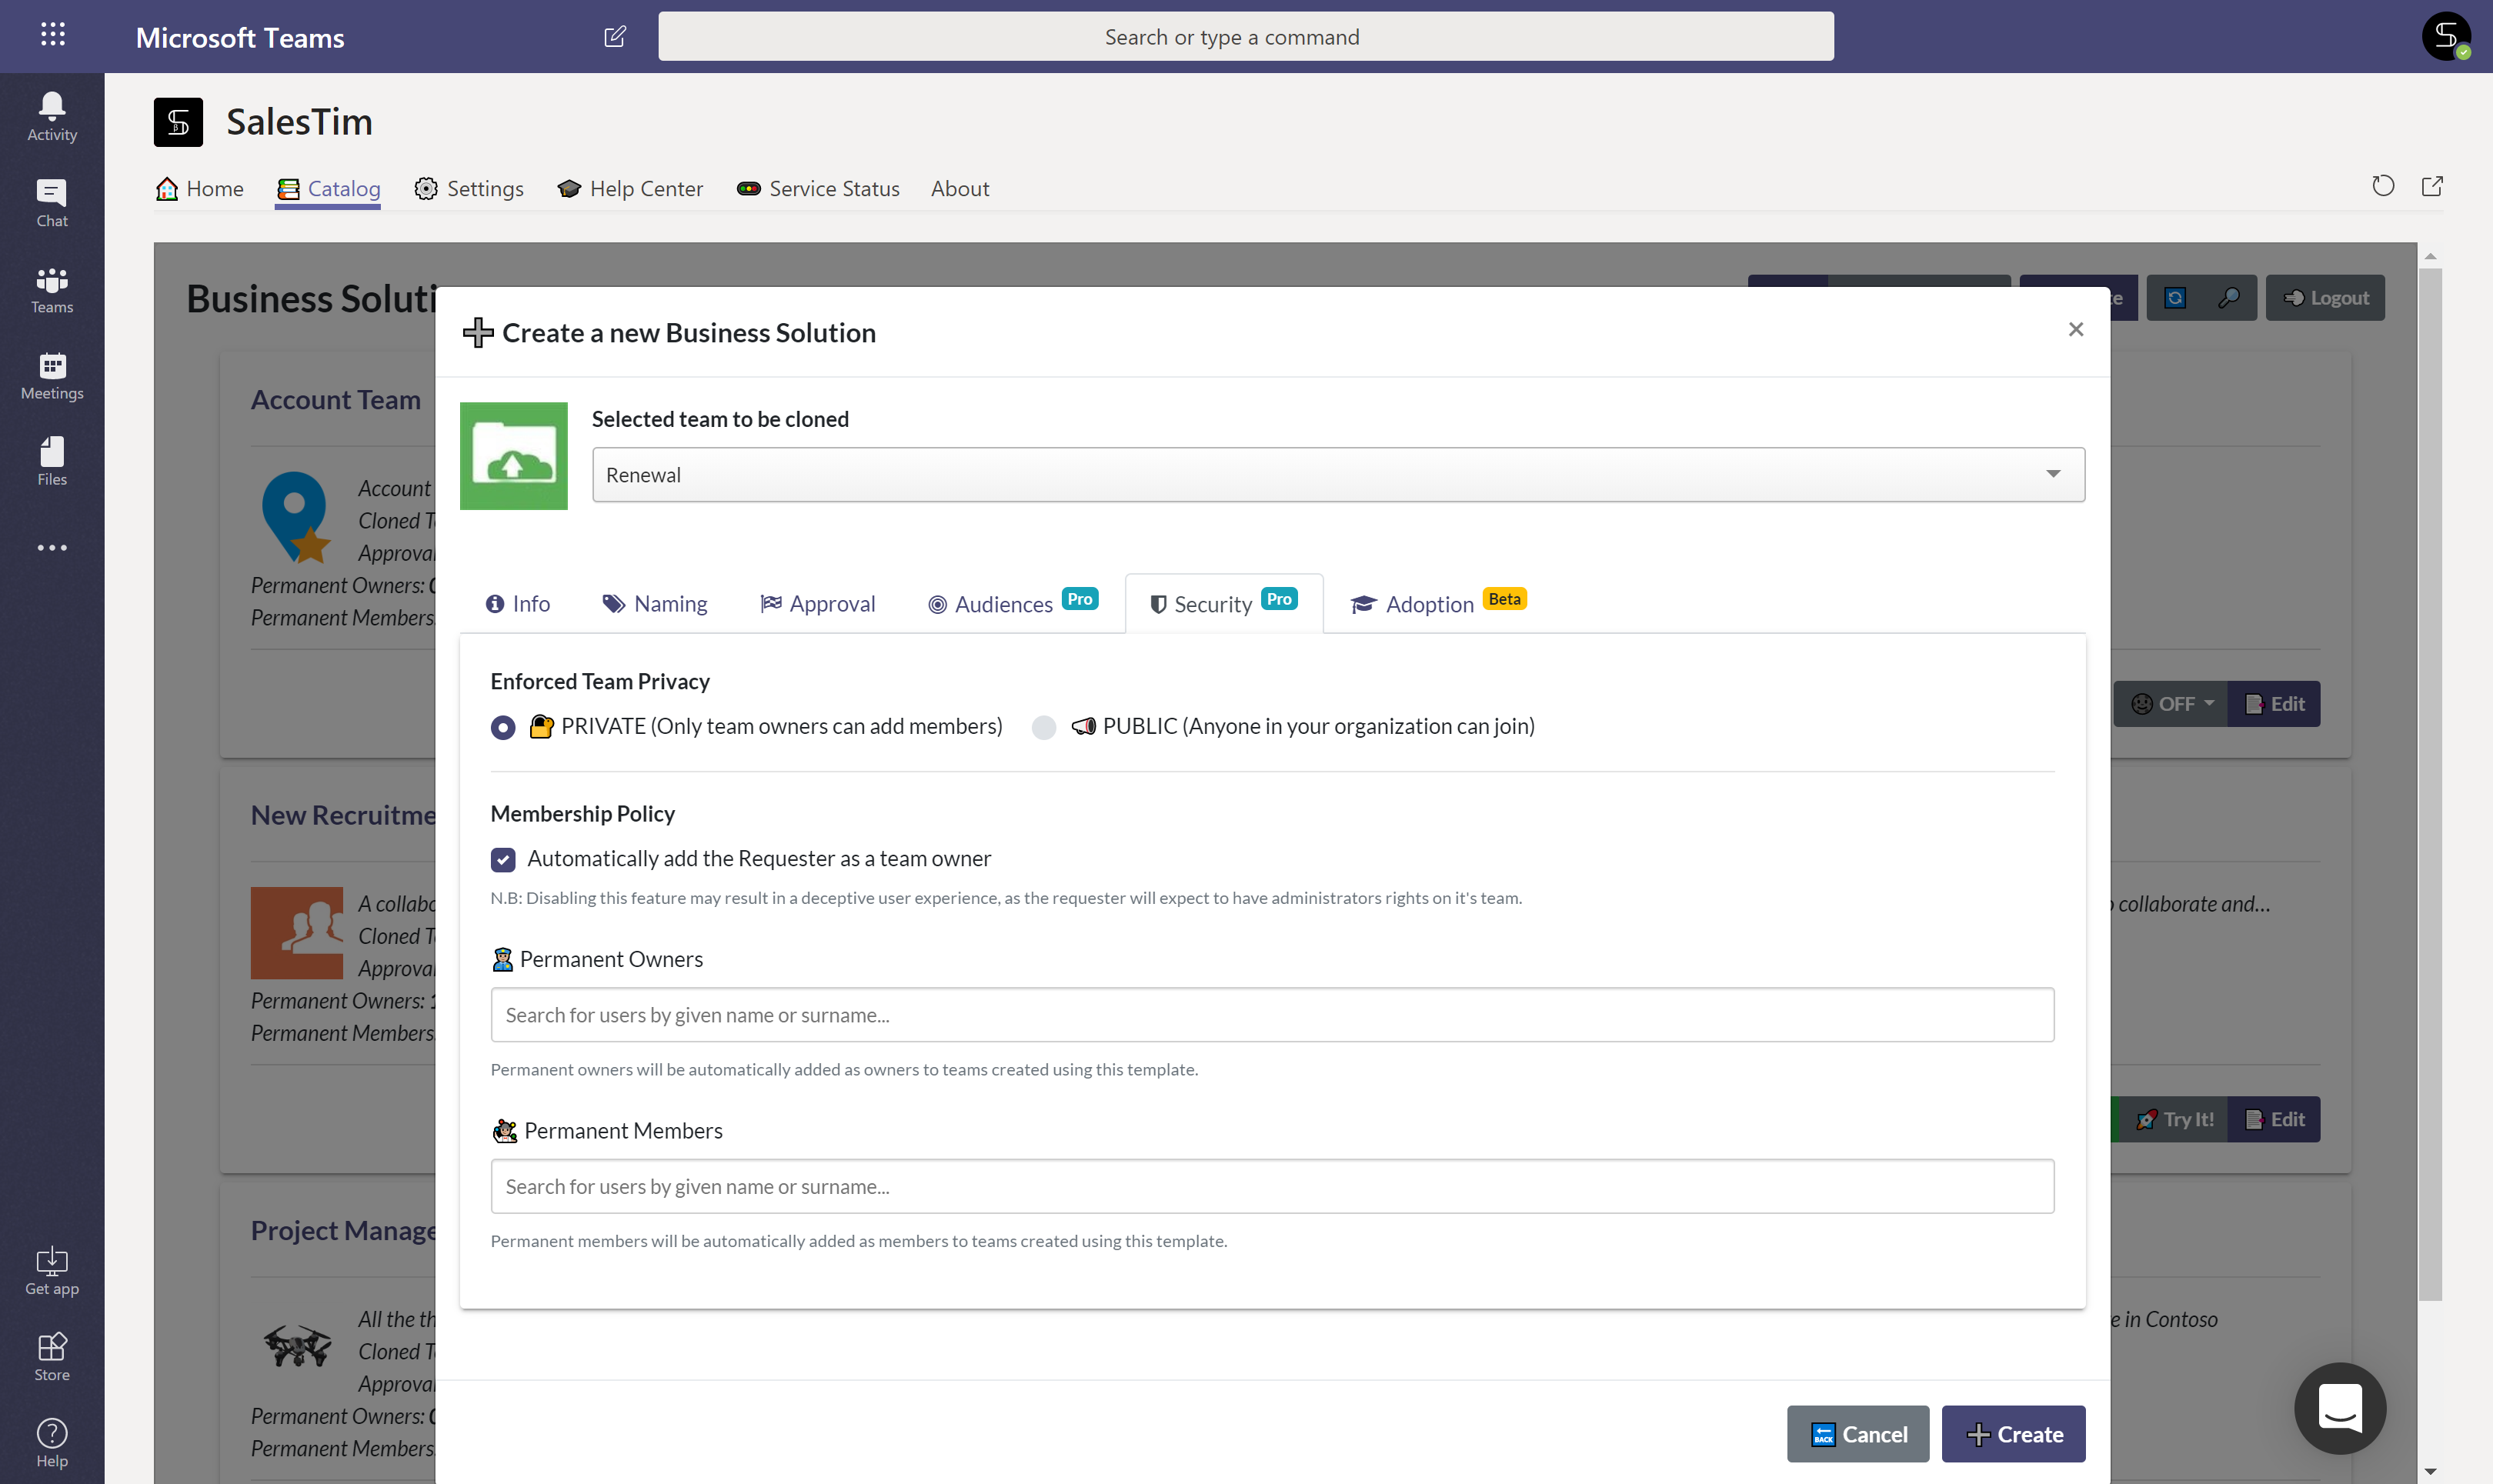 Microsoft Teams
Search or type a command
Activity
Chat
Teams
Meetings
Files
Get app
Store
Help
SalesTim
Home
Catalog
Settings
Help Center
Service Status
About
Business Soluti
Logout
Account Team
Account
Cloned T
Approval
Permanent Owners:
Permanent Members:
OFF
Edit
New Recruitme
A collabo
Cloned T
Approval
Permanent Owners: 1
Permanent Members:
o collaborate and...
Try It!
Edit
Project Manage
All the th
Cloned T
Approval
Permanent Owners:
Permanent Members:
e in Contoso
Create a new Business Solution
Selected team to be cloned
Renewal
Info
Naming
Approval
Audiences Pro
Security Pro
Adoption Beta
Enforced Team Privacy
PRIVATE (Only team owners can add members)
PUBLIC (Anyone in your organization can join)
Membership Policy
Automatically add the Requester as a team owner
N.B: Disabling this feature may result in a deceptive user experience, as the requester will expect to have administrators rights on it's team.
Permanent Owners
Search for users by given name or surname...
Permanent owners will be automatically added as owners to teams created using this template.
Permanent Members
Search for users by given name or surname...
Permanent members will be automatically added as members to teams created using this template.
BACK Cancel
Create